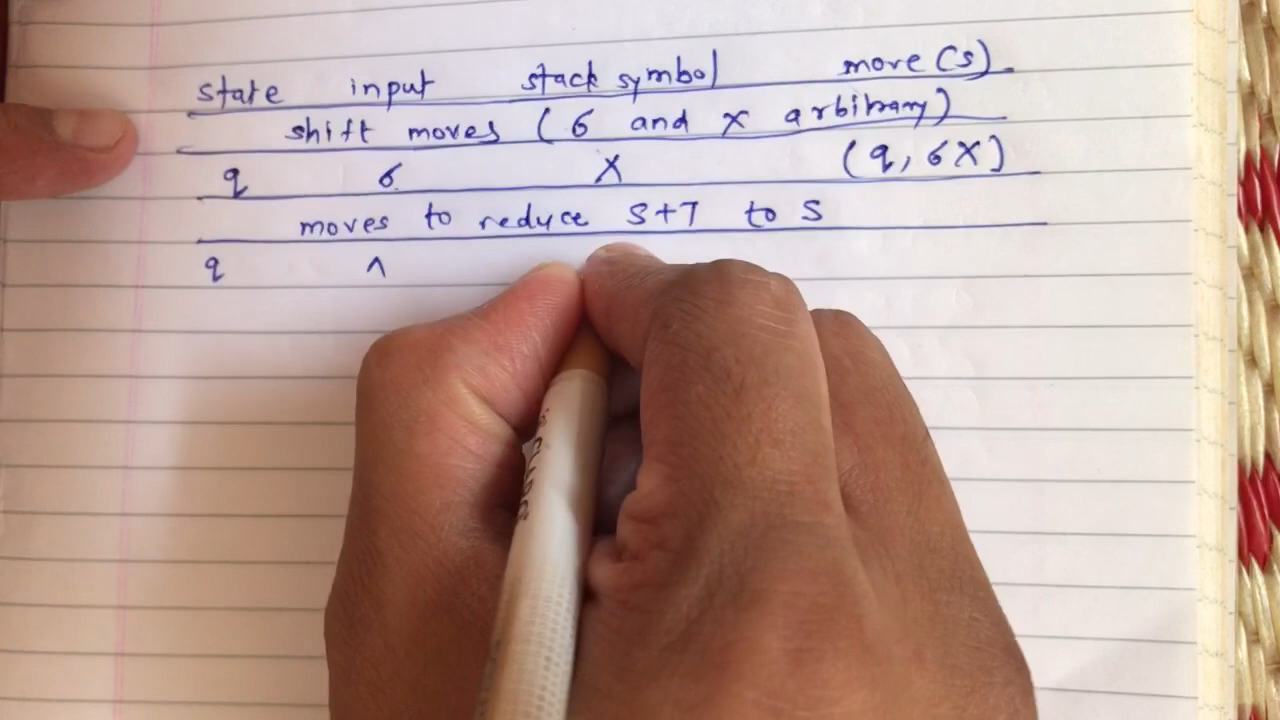 state input stack symbol move(s)
shift moves (σ and x arbitrary)
q σ X (q, σX)
moves to reduce S+T to S
q ʌ